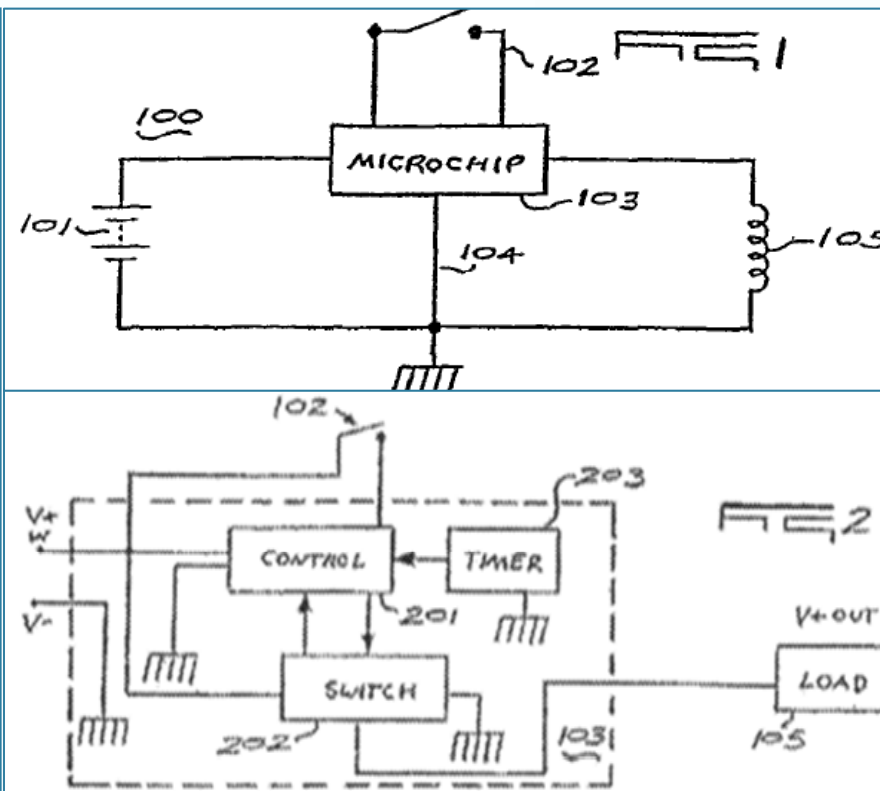 102
FIG 1
100
MICROCHIP
103
101
104
105
102
203
FIG 2
V+
CONTROL
TIMER
201
V-
V+ OUT
SWITCH
LOAD
202
103
105